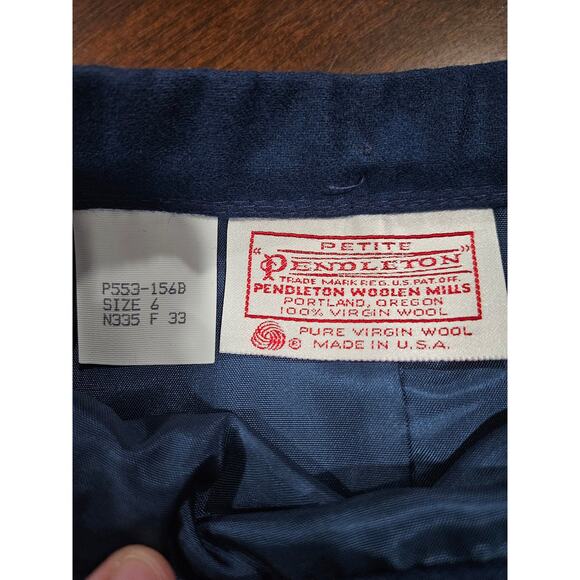 P553-156B
SIZE 6
N335 F 33
PETITE
"PENDLETON"
TRADE MARK REG. U.S. PAT. OFF.
PENDLETON WOOLEN MILLS
PORTLAND, OREGON
100% VIRGIN WOOL
® PURE VIRGIN WOOL
MADE IN U.S.A.